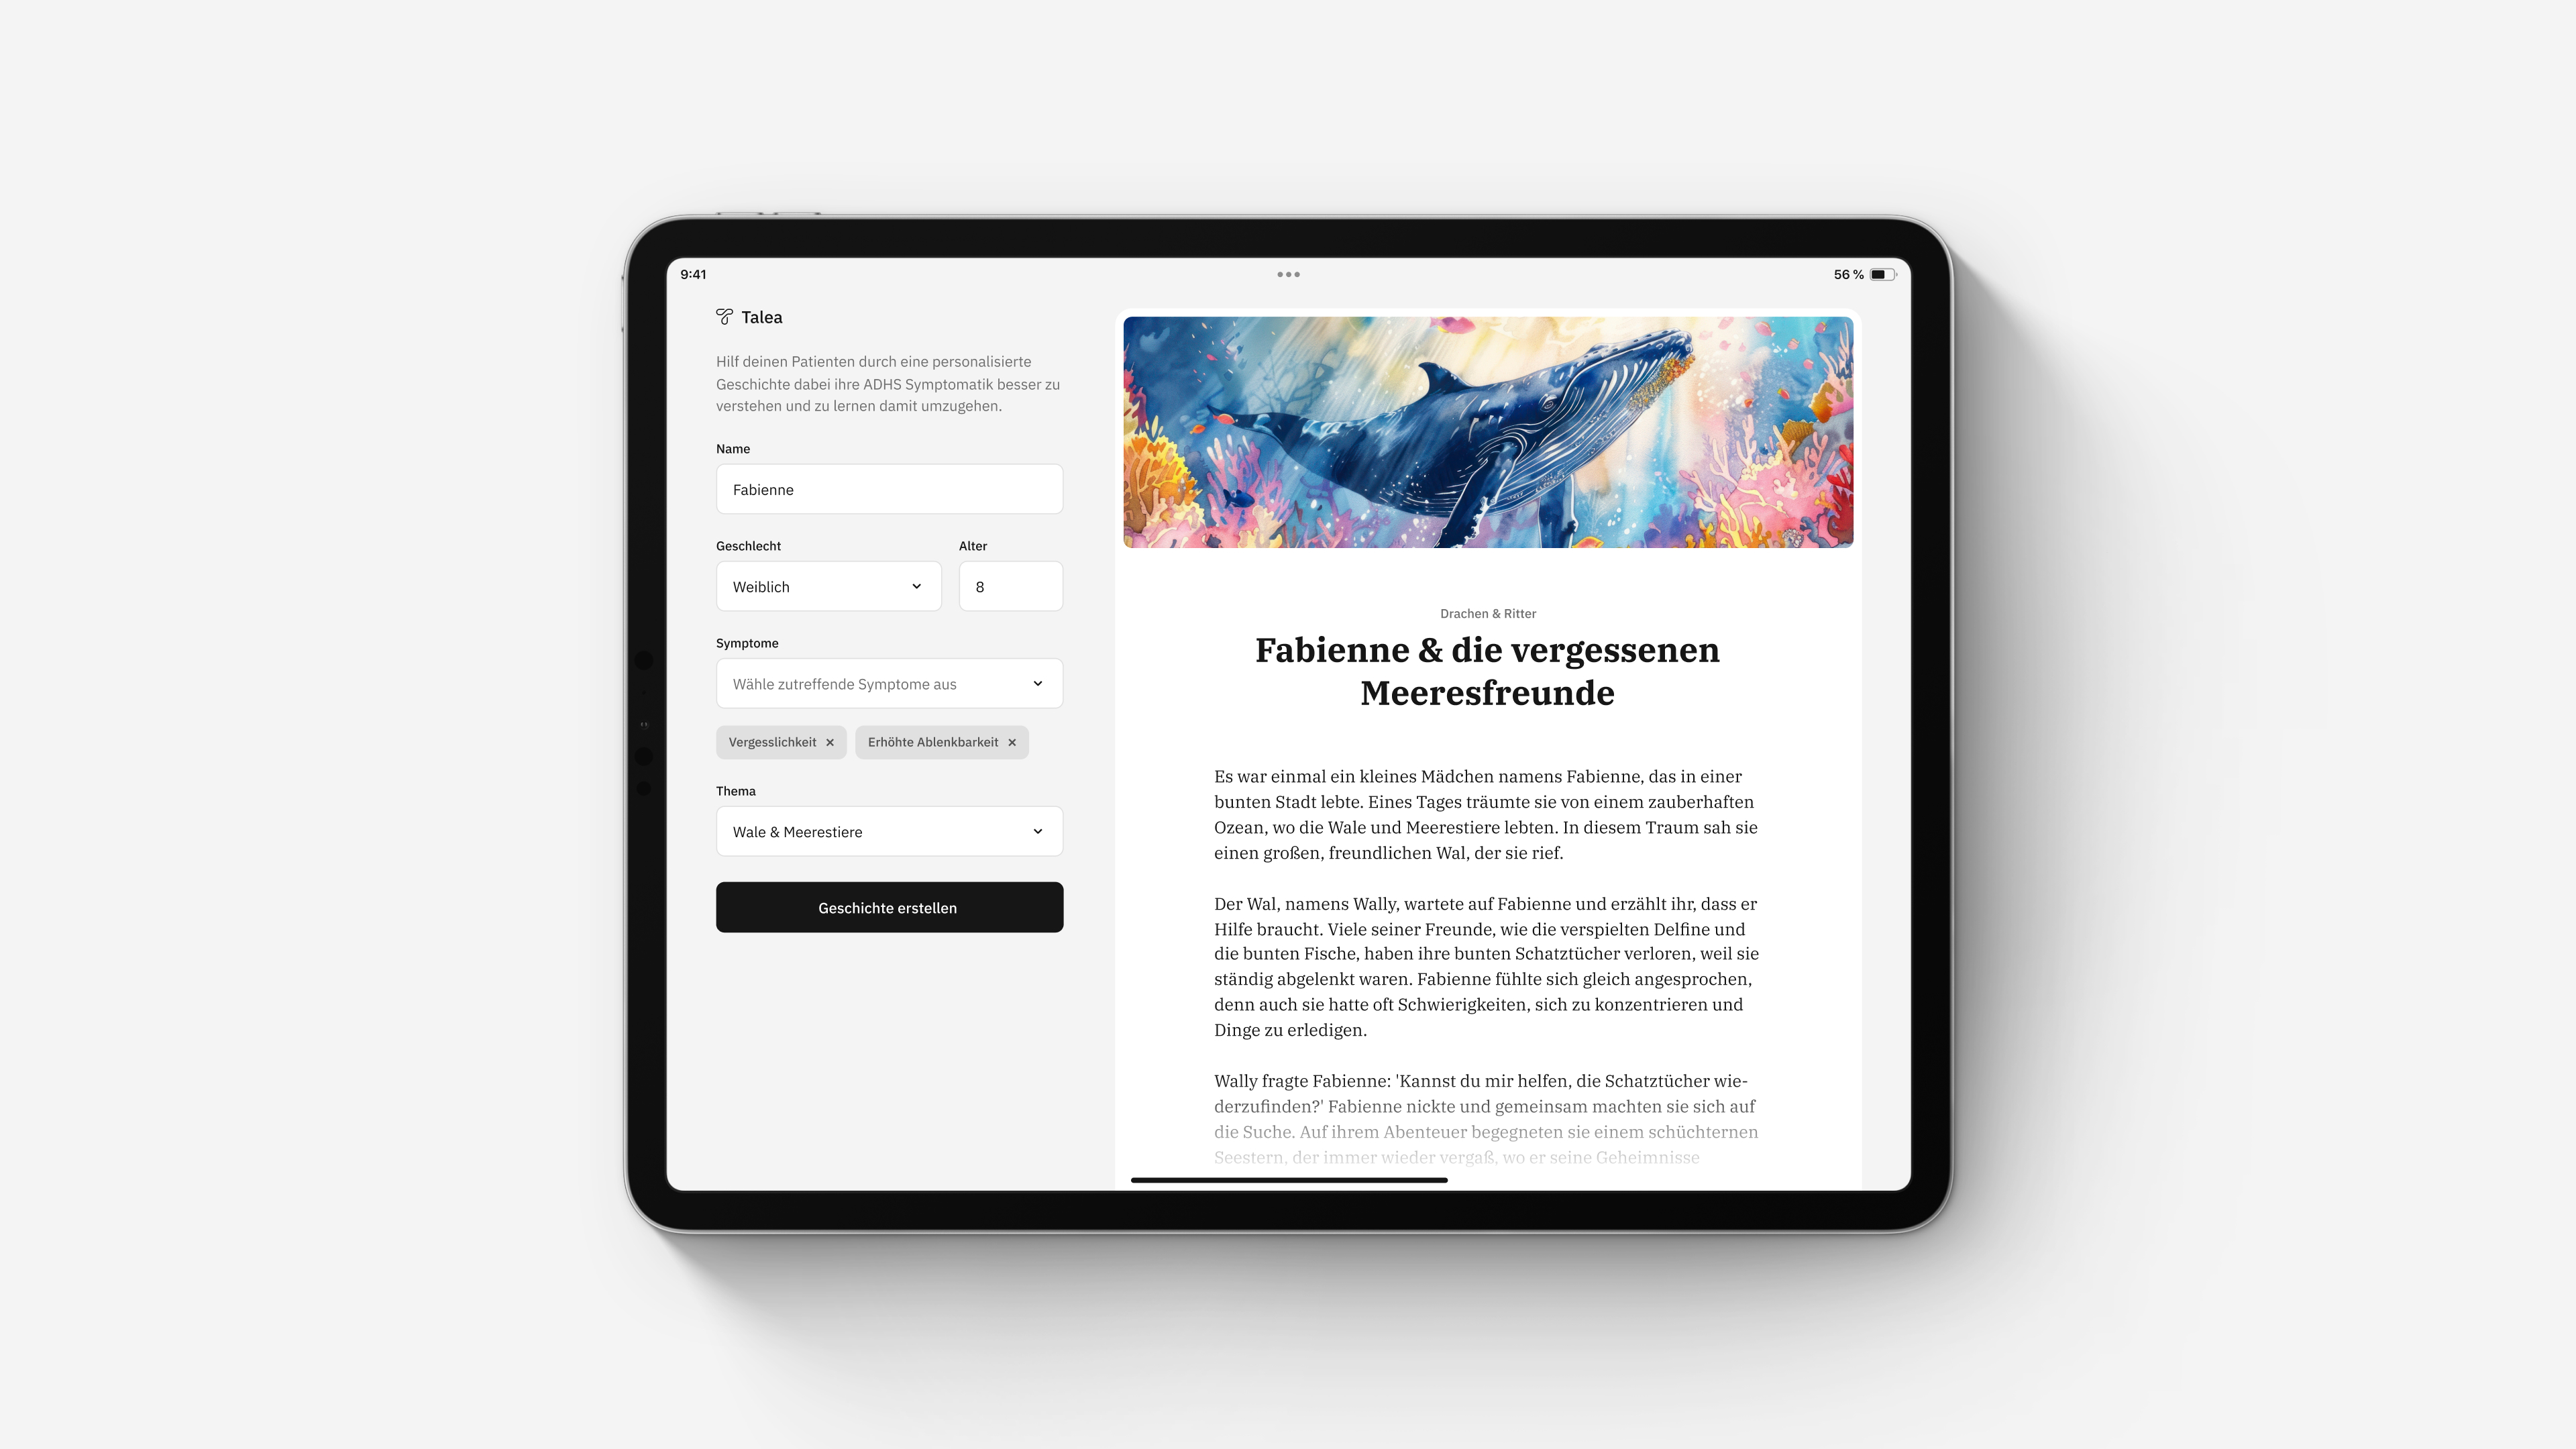 9:41
56 %
Talea
Hilf deinen Patienten durch eine personalisierte
Geschichte dabei ihre ADHS Symptomatik besser zu
verstehen und zu lernen damit umzugehen.
Name
Fabienne
Geschlecht
Alter
Weiblich
8
Symptome
Wähle zutreffende Symptome aus
Vergesslichkeit
Erhöhte Ablenkbarkeit
Thema
Wale & Meerestiere
Geschichte erstellen
Drachen & Ritter
Fabienne & die vergessenen
Meeresfreunde
Es war einmal ein kleines Mädchen namens Fabienne, das in einer
bunten Stadt lebte. Eines Tages träumte sie von einem zauberhaften
Ozean, wo die Wale und Meerestiere lebten. In diesem Traum sah sie
einen großen, freundlichen Wal, der sie rief.
Der Wal, namens Wally, wartete auf Fabienne und erzählt ihr, dass er
Hilfe braucht. Viele seiner Freunde, wie die verspielten Delfine und
die bunten Fische, haben ihre bunten Schatztücher verloren, weil sie
ständig abgelenkt waren. Fabienne fühlte sich gleich angesprochen,
denn auch sie hatte oft Schwierigkeiten, sich zu konzentrieren und
Dinge zu erledigen.
Wally fragte Fabienne: 'Kannst du mir helfen, die Schatztücher wie-
derzufinden?' Fabienne nickte und gemeinsam machten sie sich auf
die Suche. Auf ihrem Abenteuer begegneten sie einem schüchternen
Seestern, der immer wieder vergaß, wo er seine Geheimnisse